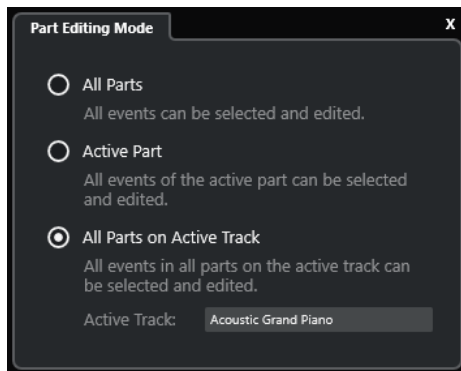 Part Editing Mode
X
All Parts
All events can be selected and edited.
Active Part
All events of the active part can be selected
and edited.
All Parts on Active Track
All events in all parts on the active track can
be selected and edited.
Active Track: Acoustic Grand Piano